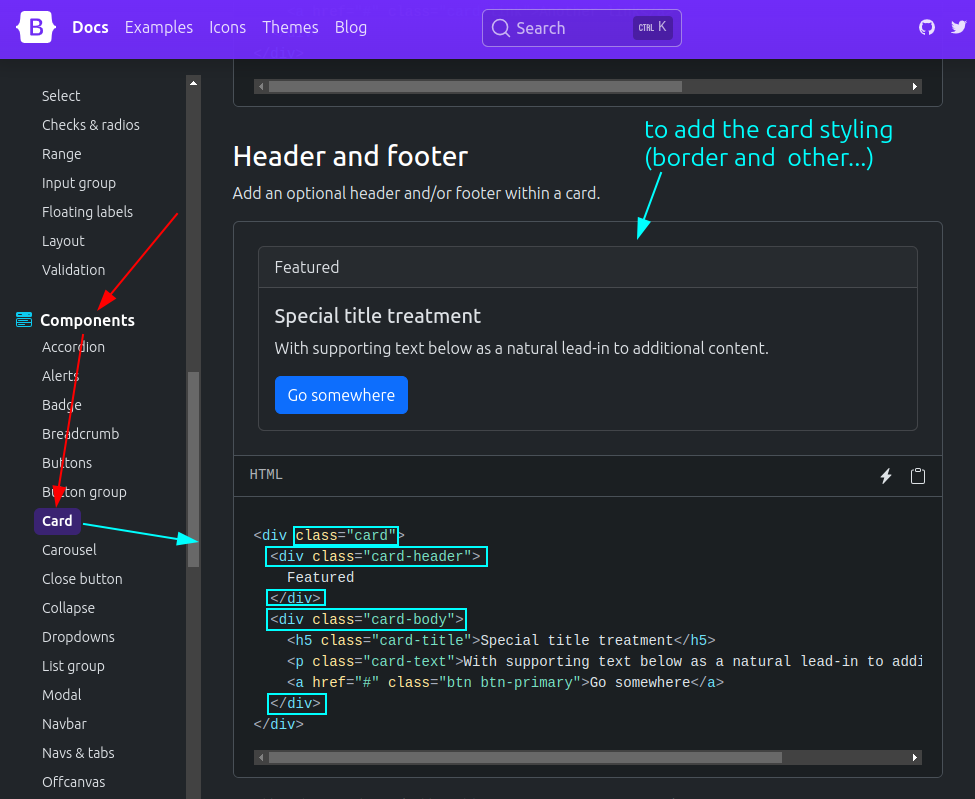 B Docs Examples Icons Themes Blog Search CTRL K
Select
Checks & radios
Range
Input group
Floating labels
Layout
Validation
Components
Accordion
Alerts
Badge
Breadcrumb
Buttons
Button group
Card
Carousel
Close button
Collapse
Dropdowns
List group
Modal
Navbar
Navs & tabs
Offcanvas
to add the card styling
(border and other...)
Header and footer
Add an optional header and/or footer within a card.
Featured
Special title treatment
With supporting text below as a natural lead-in to additional content.
Go somewhere
HTML
<div class="card">
<div class="card-header">
Featured
</div>
<div class="card-body">
<h5 class="card-title">Special title treatment</h5>
<p class="card-text">With supporting text below as a natural lead-in to addi
<a href="#" class="btn btn-primary">Go somewhere</a>
</div>
</div>